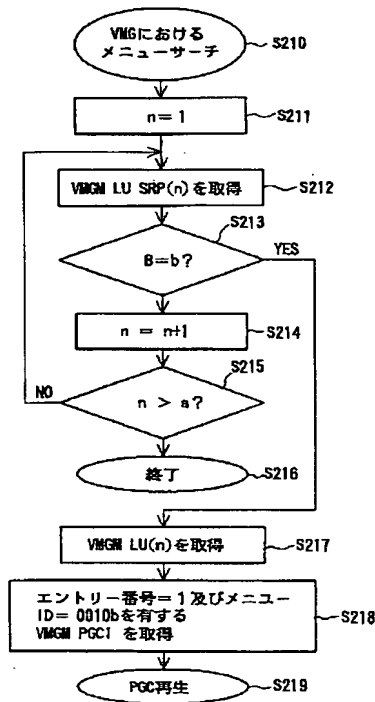 VMGにおける
メニューサーチ
S210
n=1
S211
VMGM LU SRP(n)を取得
S212
S213
B=b?
YES
n = n+1
S214
S215
NO
n > a?
終了
S216
VMGM LU(n)を取得
S217
エントリー番号=1及びメニュー
ID=0010bを有する
VMGM PGCI を取得
S218
PGC再生
S219